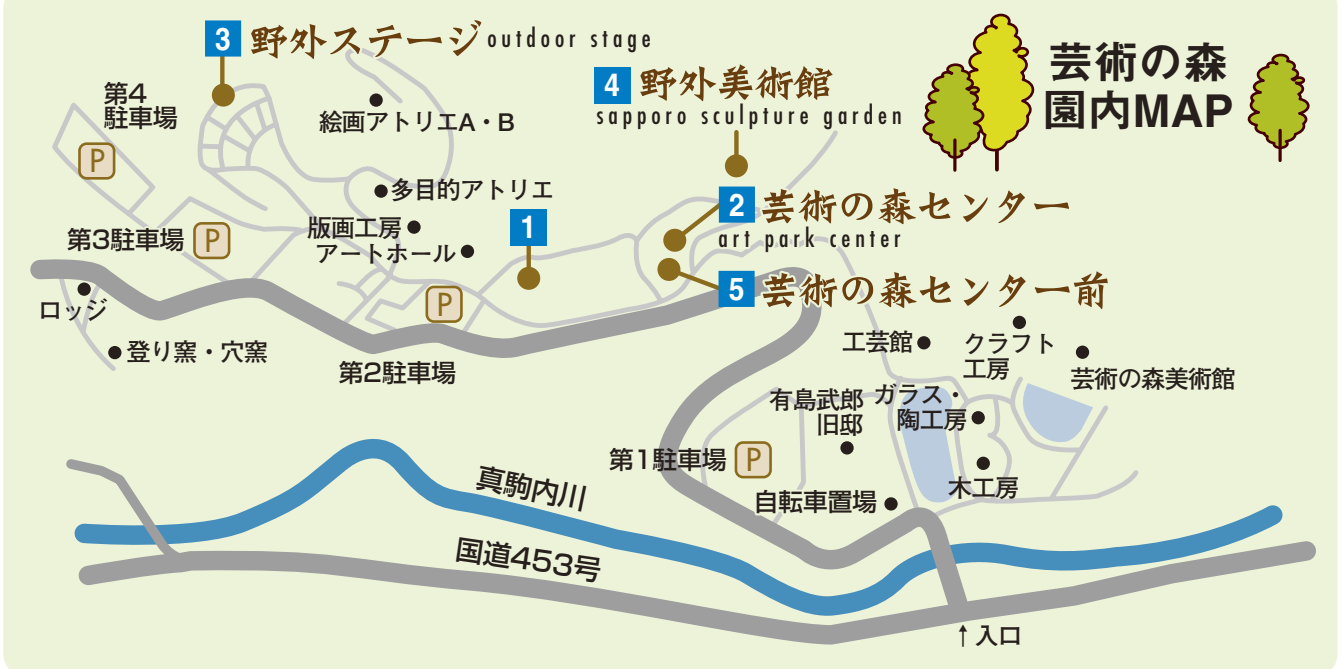 3 野外ステージ outdoor stage
4 野外美術館
sapporo sculpture garden
芸術の森
園内MAP
第4
駐車場
P
絵画アトリエA・B
多目的アトリエ
2 芸術の森センター
art park center
版画工房
1
第3駐車場 P
アートホール
5 芸術の森センター前
P
ロッジ
登り窯・穴窯
第2駐車場
工芸館
クラフト
工房
芸術の森美術館
有島武郎
旧邸
ガラス・
陶工房
第1駐車場 P
木工房
自転車置場
真駒内川
国道453号
↑入口